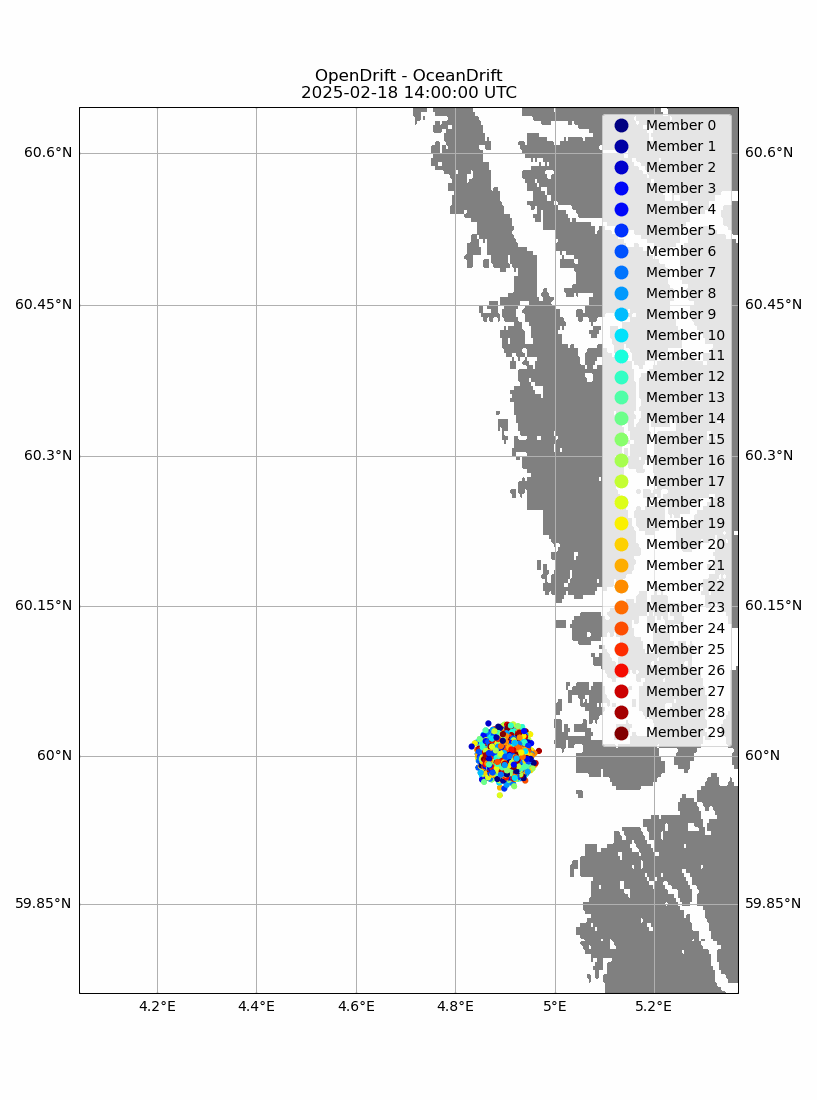 OpenDrift - OceanDrift
2025-02-18 14:00:00 UTC
Member 0
Member 1
Member 2
Member 3
Member 4
Member 5
Member 6
Member 7
Member 8
Member 9
Member 10
Member 11
Member 12
Member 13
Member 14
Member 15
Member 16
Member 17
Member 18
Member 19
Member 20
Member 21
Member 22
Member 23
Member 24
Member 25
Member 26
Member 27
Member 28
Member 29
60.6°N
60.45°N
60.3°N
60.15°N
60°N
59.85°N
60.6°N
60.45°N
60.3°N
60.15°N
60°N
59.85°N
4.2°E
4.4°E
4.6°E
4.8°E
5°E
5.2°E